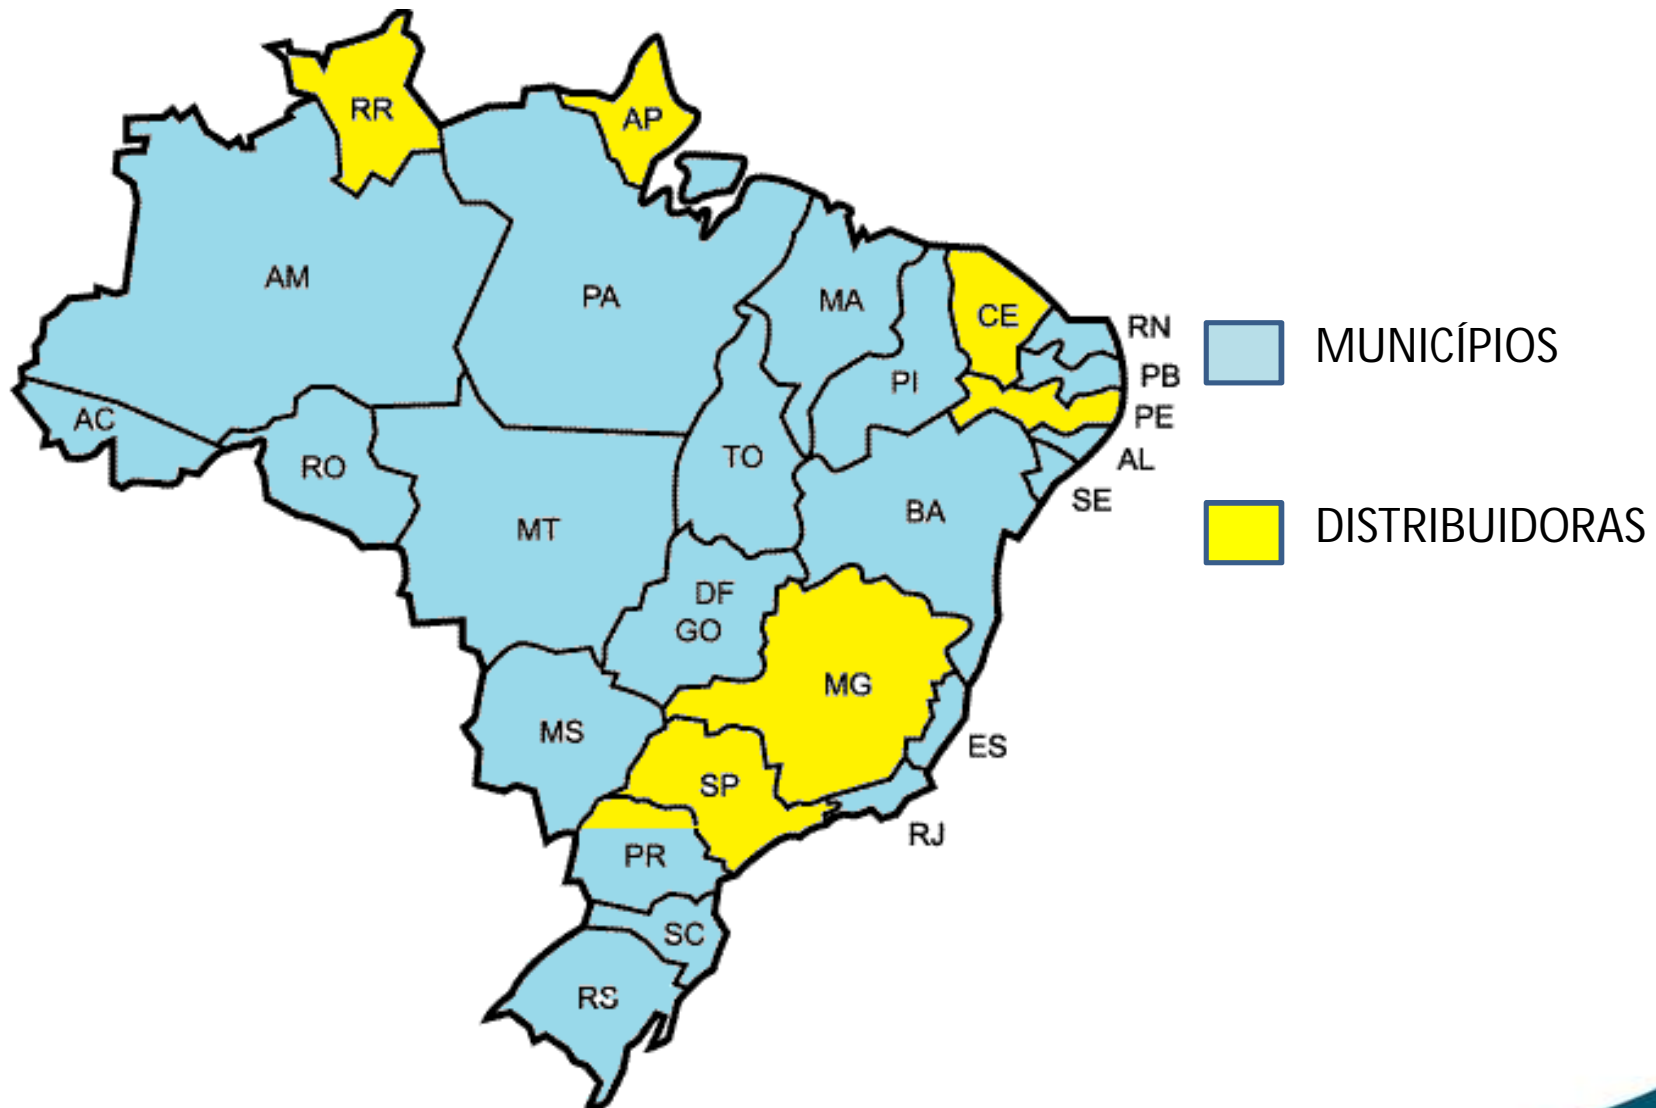 RR
AP
AM
PA
MA
CE
RN
PI
PB
PE
AC
RO
TO
AL
SE
BA
MT
DF
GO
MG
MS
ES
SP
RJ
PR
SC
RS
MUNICÍPIOS
DISTRIBUIDORAS